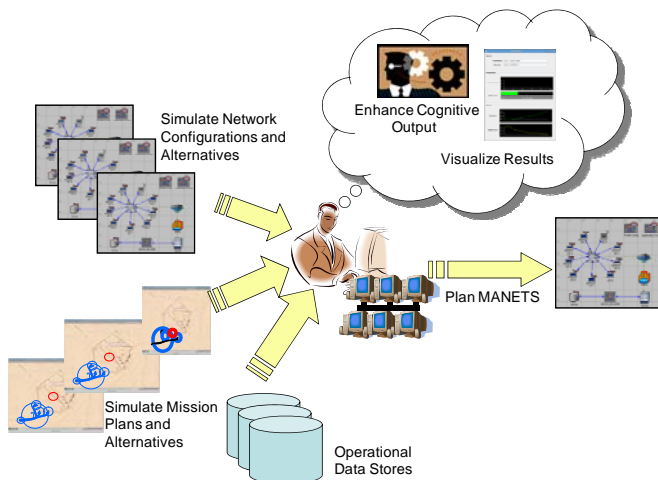 Simulate Network
Configurations and
Alternatives
Enhance Cognitive
Output
Visualize Results
Plan MANETS
Simulate Mission
Plans and
Alternatives
Operational
Data Stores